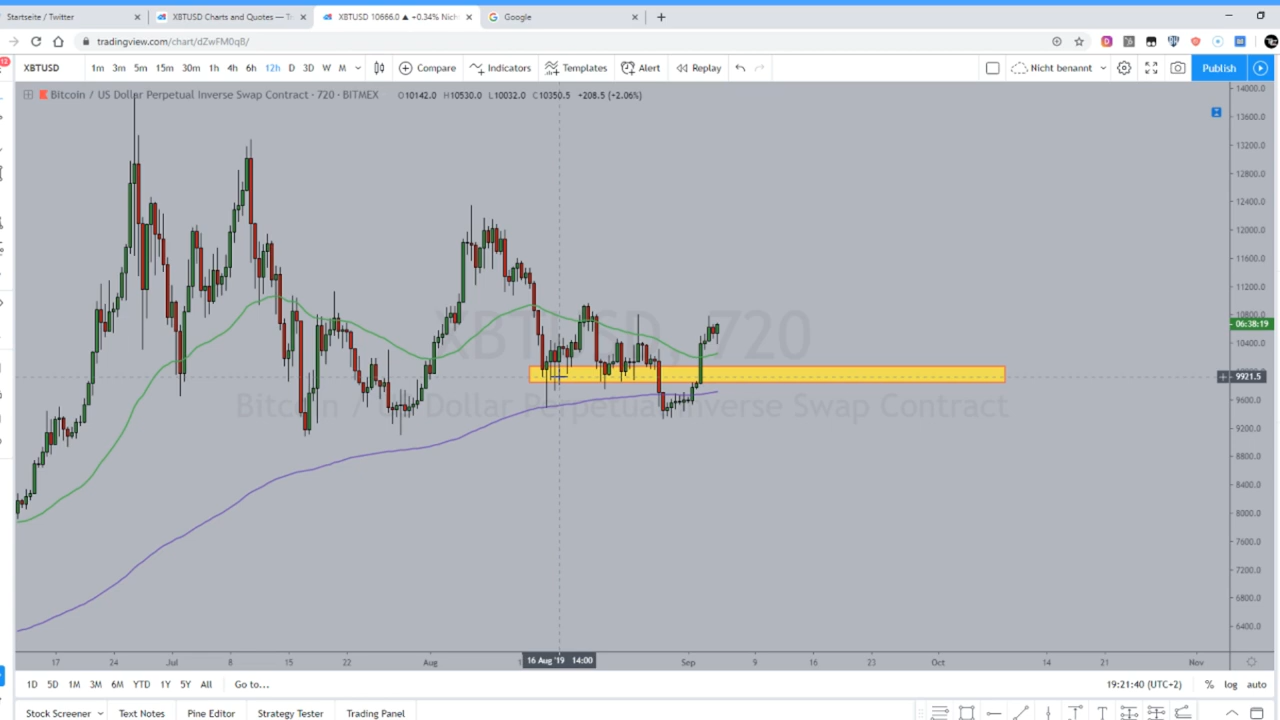 Startseite / Twitter XBTUSD Charts and Quotes — Tr XBTUSD 10666.0 ▲ +0.34% Nich Google
tradingview.com/chart/dZwFM0qB/
XBTUSD 1m 3m 5m 15m 30m 1h 4h 6h 12h D 3D W M Compare Indicators Templates Alert Replay Nicht benannt Publish
Bitcoin / US Dollar Perpetual Inverse Swap Contract · 720 · BITMEX O10142.0 H10530.0 L10032.0 C10350.5 +208.5 (+2.06%)
14000.0
13600.0
13200.0
12800.0
12400.0
12000.0
11600.0
11200.0
10800.0
06:38:19
10400.0
9921.5
9600.0
9200.0
8800.0
8400.0
8000.0
7600.0
7200.0
6800.0
6400.0
XBTUSD, 720
Bitcoin / US Dollar Perpetual Inverse Swap Contract
17 24 Jul 8 15 22 Aug 16 Aug '19 14:00 Sep 9 16 23 Oct 14 21 Nov
1D 5D 1M 3M 6M YTD 1Y 5Y All Go to... 19:21:40 (UTC+2) % log auto
Stock Screener Text Notes Pine Editor Strategy Tester Trading Panel